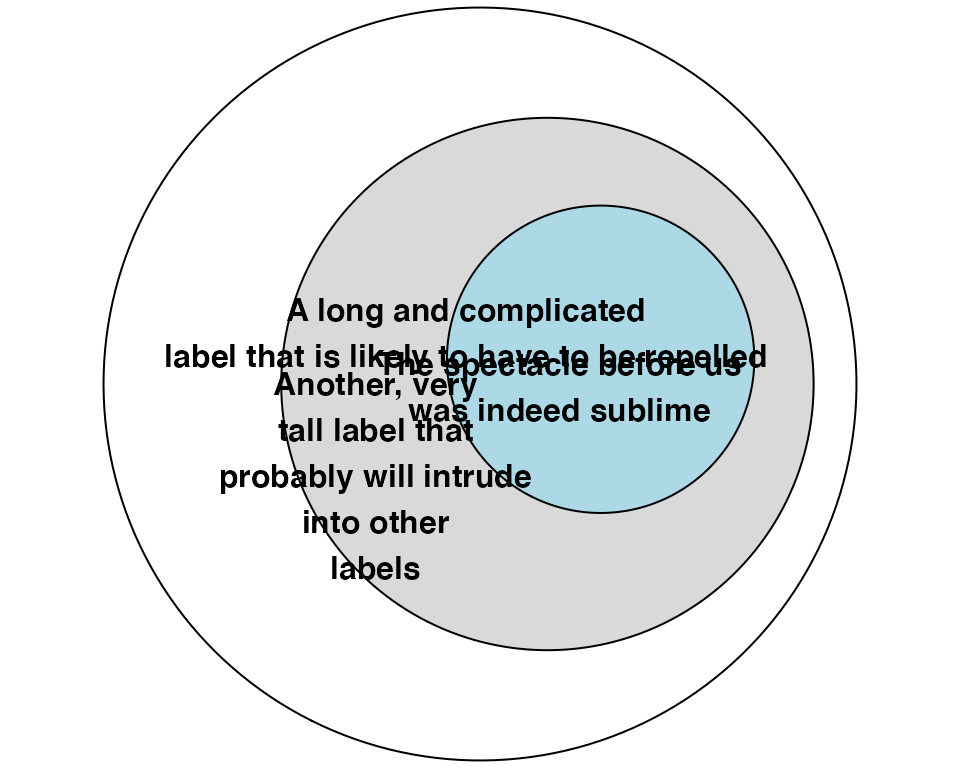 A long and complicated
label that is likely to have to be repelled
The spectacle before us
was indeed sublime
Another, very
tall label that
probably will intrude
into other
labels